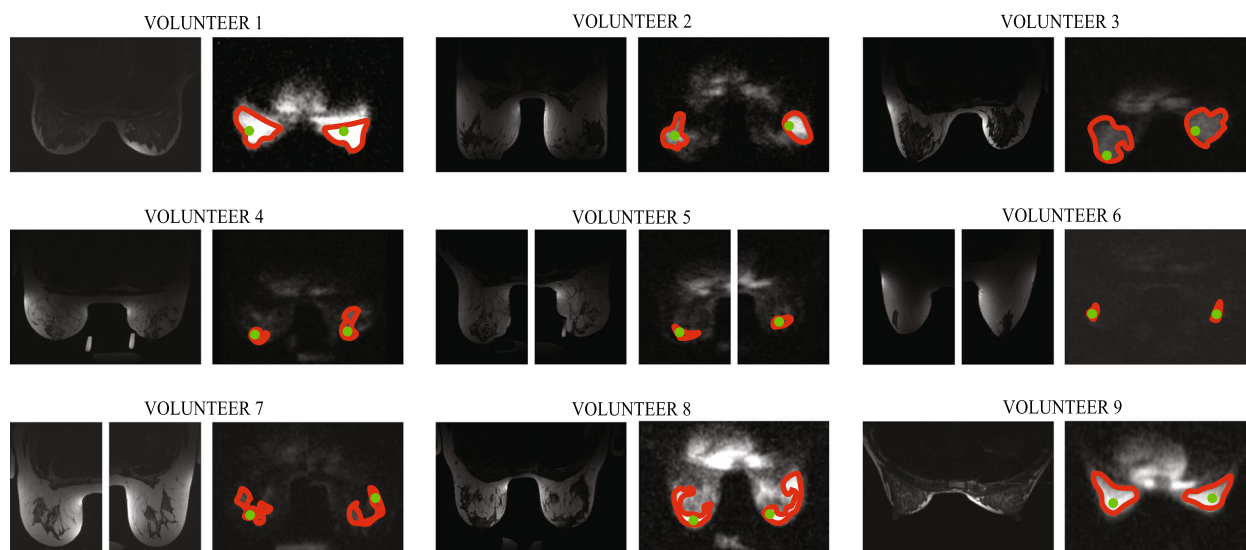 VOLUNTEER 1
VOLUNTEER 2
VOLUNTEER 3
VOLUNTEER 4
VOLUNTEER 5
VOLUNTEER 6
VOLUNTEER 7
VOLUNTEER 8
VOLUNTEER 9